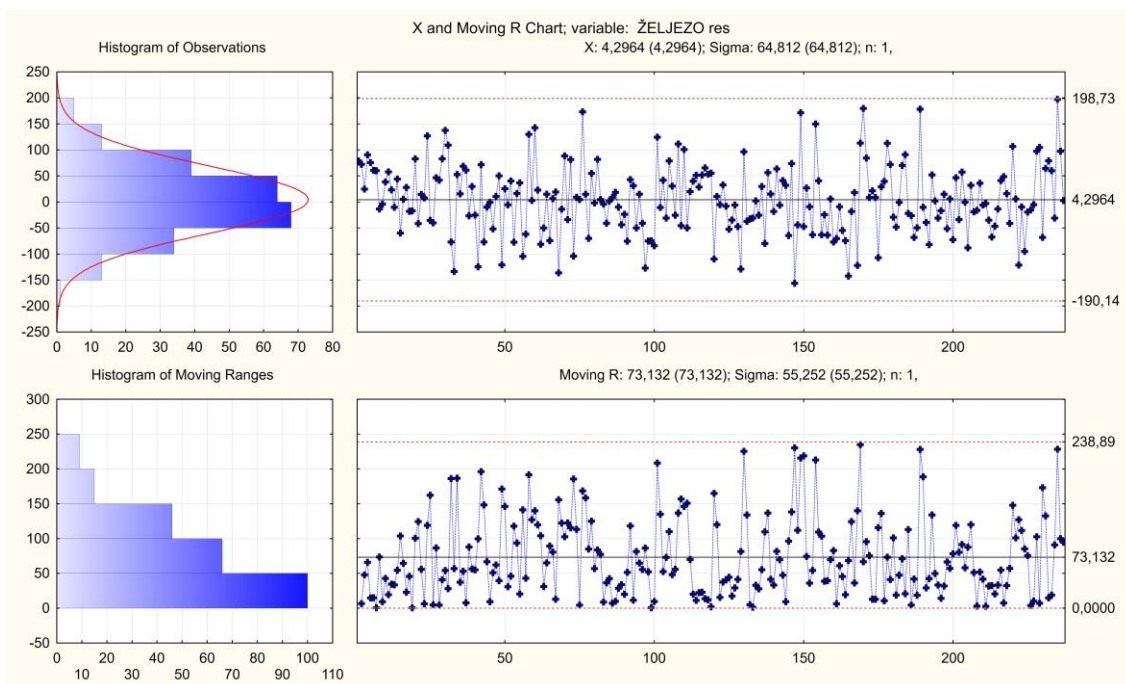 X and Moving R Chart; variable:  ŽELJEZO res
Histogram of Observations
X: 4,2964 (4,2964); Sigma: 64,812 (64,812); n: 1,
250
200
150
100
50
0
-50
-100
-150
-200
-250
0 10 20 30 40 50 60 70 80
198,73
4,2964
-190,14
50 100 150 200
Histogram of Moving Ranges
Moving R: 73,132 (73,132); Sigma: 55,252 (55,252); n: 1,
300
250
200
150
100
50
0
-50
0 20 40 60 80 100
10 30 50 70 90 110
238,89
73,132
0,0000
50 100 150 200